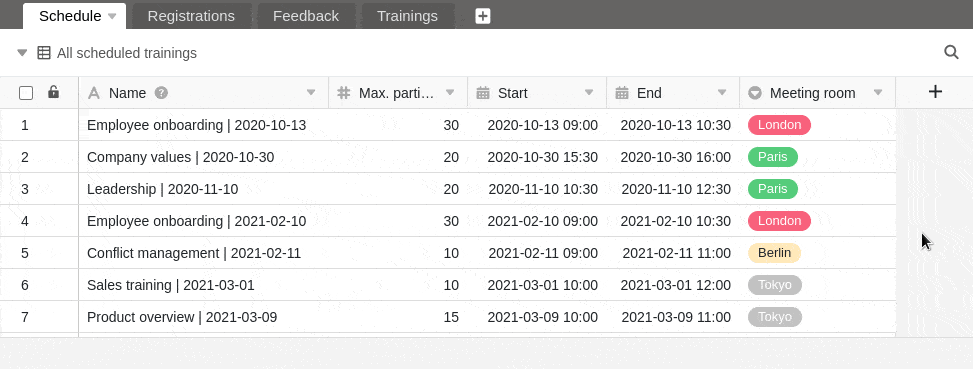 Schedule Registrations Feedback Trainings
All scheduled trainings
Name Max. parti... Start End Meeting room
1 Employee onboarding | 2020-10-13 30 2020-10-13 09:00 2020-10-13 10:30 London
2 Company values | 2020-10-30 20 2020-10-30 15:30 2020-10-30 16:00 Paris
3 Leadership | 2020-11-10 20 2020-11-10 10:30 2020-11-10 12:30 Paris
4 Employee onboarding | 2021-02-10 30 2021-02-10 09:00 2021-02-10 10:30 London
5 Conflict management | 2021-02-11 10 2021-02-11 09:00 2021-02-11 11:00 Berlin
6 Sales training | 2021-03-01 10 2021-03-01 10:00 2021-03-01 12:00 Tokyo
7 Product overview | 2021-03-09 15 2021-03-09 10:00 2021-03-09 11:00 Tokyo